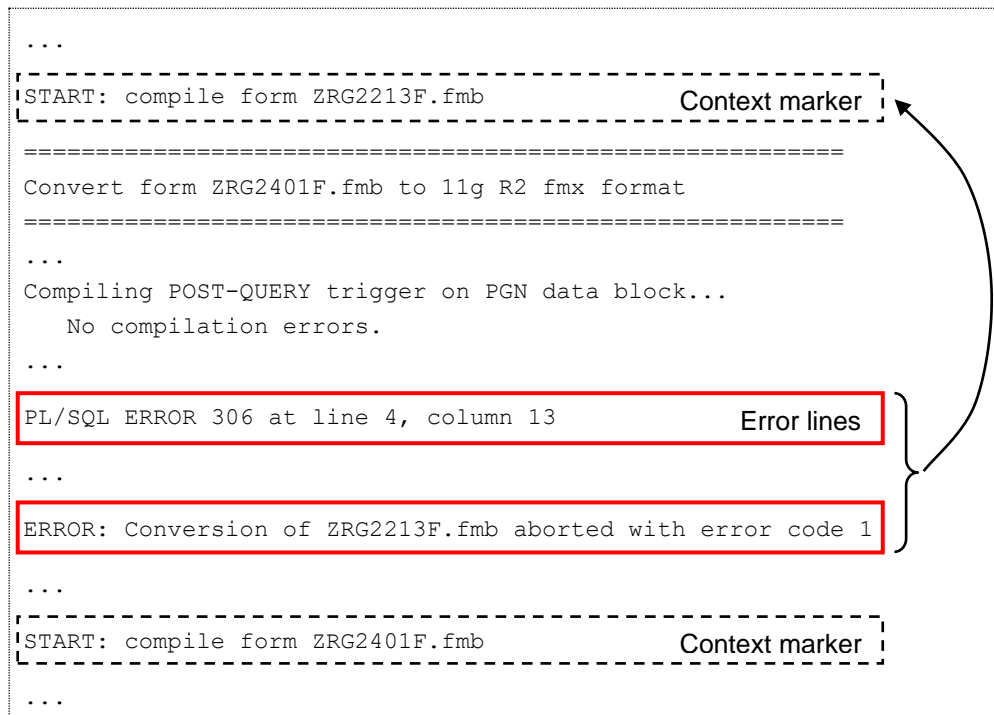 ...
START: compile form ZRG2213F.fmb Context marker
=========================================================
Convert form ZRG2401F.fmb to 11g R2 fmx format
=========================================================
...
Compiling POST-QUERY trigger on PGN data block...
No compilation errors.
...
PL/SQL ERROR 306 at line 4, column 13 Error lines
...
ERROR: Conversion of ZRG2213F.fmb aborted with error code 1
...
START: compile form ZRG2401F.fmb Context marker
...